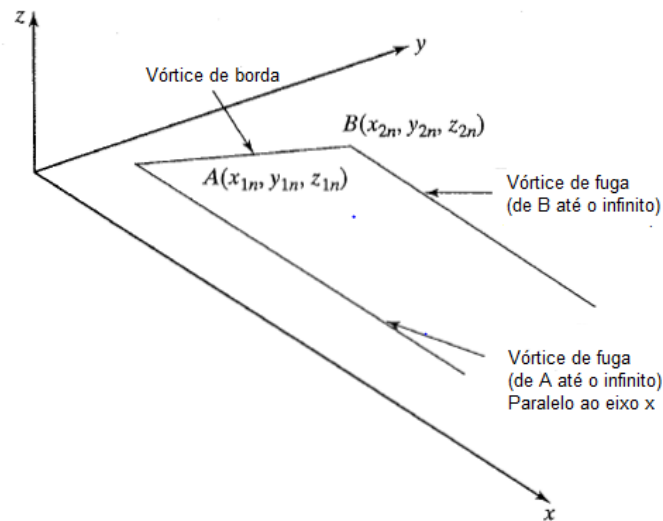 z
y
Vórtice de borda
B(x₂ₙ, y₂ₙ, z₂ₙ)
A(x₁ₙ, y₁ₙ, z₁ₙ)
Vórtice de fuga
(de B até o infinito)
Vórtice de fuga
(de A até o infinito)
Paralelo ao eixo x
x